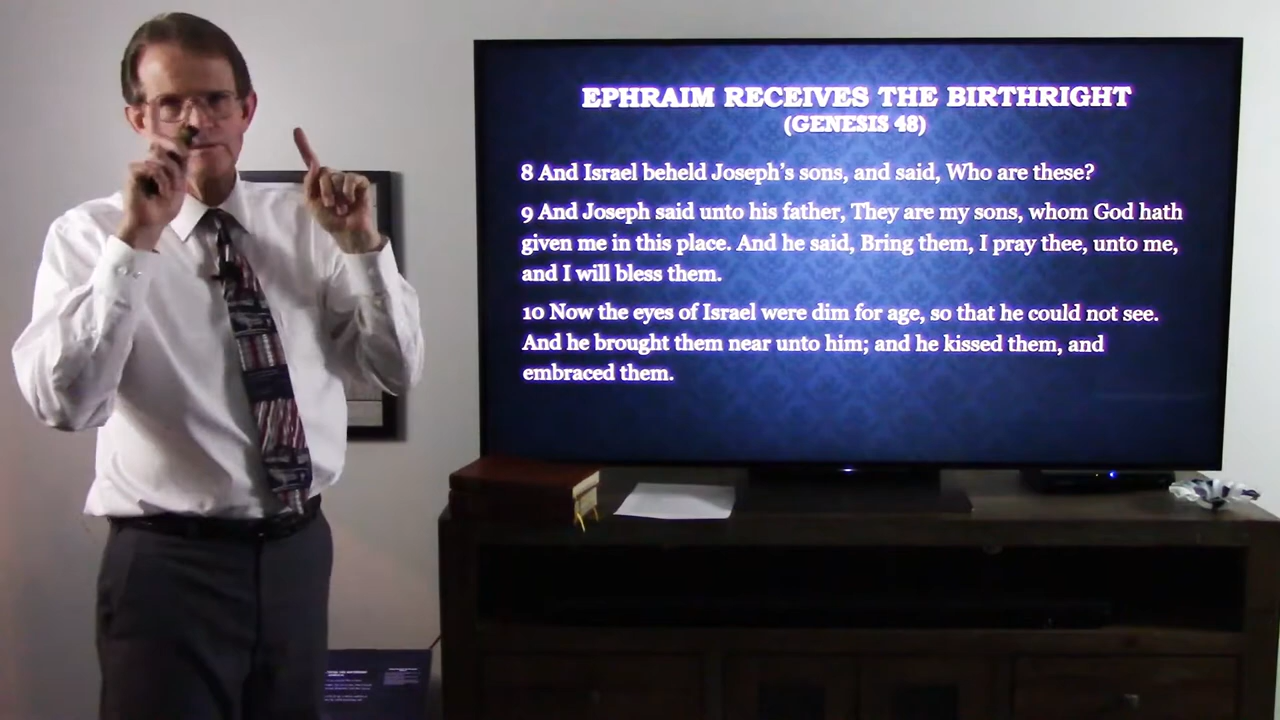 EPHRAIM RECEIVES THE BIRTHRIGHT
(GENESIS 48)
8 And Israel beheld Joseph's sons, and said, Who are these?
9 And Joseph said unto his father, They are my sons, whom God hath
given me in this place. And he said, Bring them, I pray thee, unto me,
and I will bless them.
10 Now the eyes of Israel were dim for age, so that he could not see.
And he brought them near unto him; and he kissed them, and
embraced them.